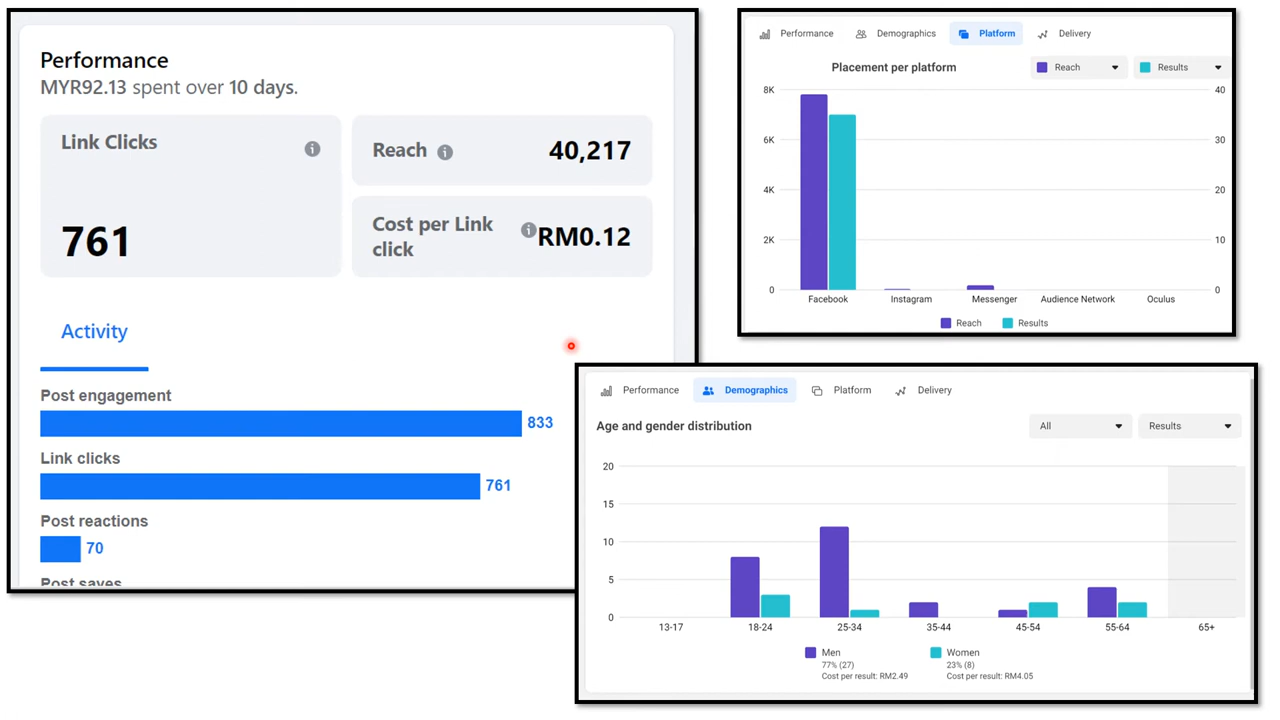 Performance
MYR92.13 spent over 10 days.
Link Clicks
761
Reach
40,217
Cost per Link
click
RM0.12
Activity
Post engagement
833
Link clicks
761
Post reactions
70
Post saves
Performance Demographics Platform Delivery
Placement per platform
Reach Results
8K 40
6K 30
4K 20
2K 10
0 0
Facebook Instagram Messenger Audience Network Oculus
Reach Results
Performance Demographics Platform Delivery
Age and gender distribution
All Results
20
15
10
5
0
13-17 18-24 25-34 35-44 45-54 55-64 65+
Men Women
77% (27) 23% (8)
Cost per result: RM2.49 Cost per result: RM4.05